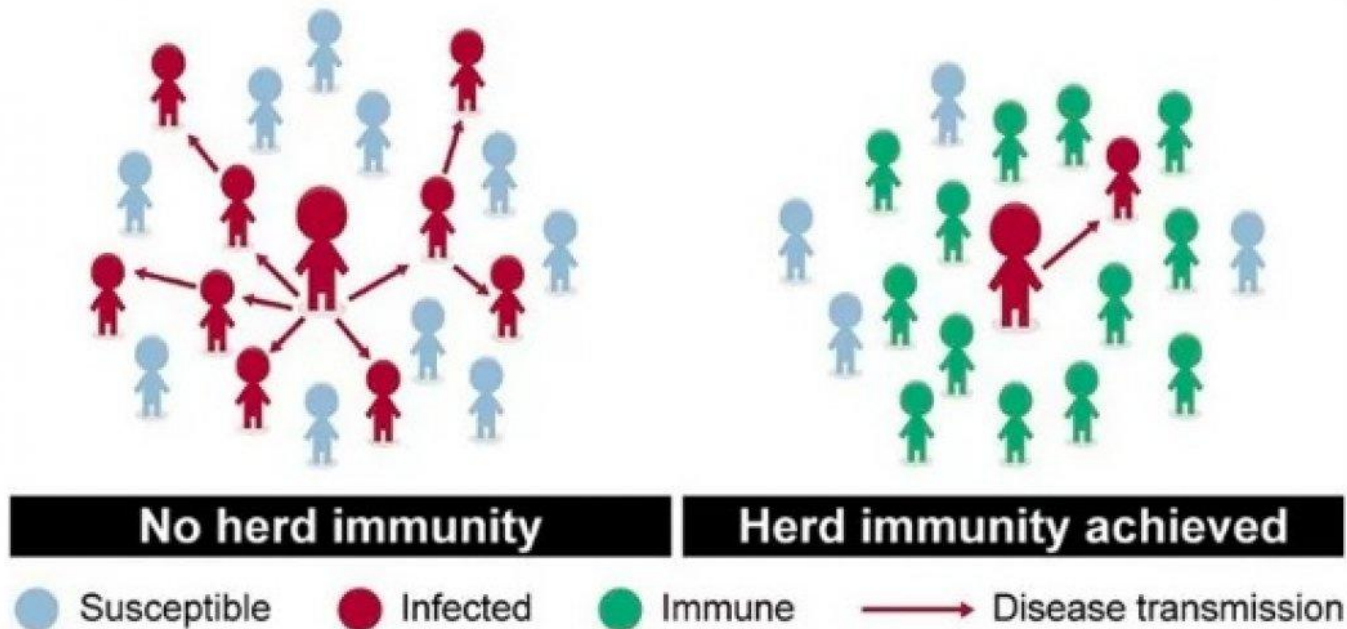 No herd immunity
Herd immunity achieved
Susceptible
Infected
Immune
Disease transmission